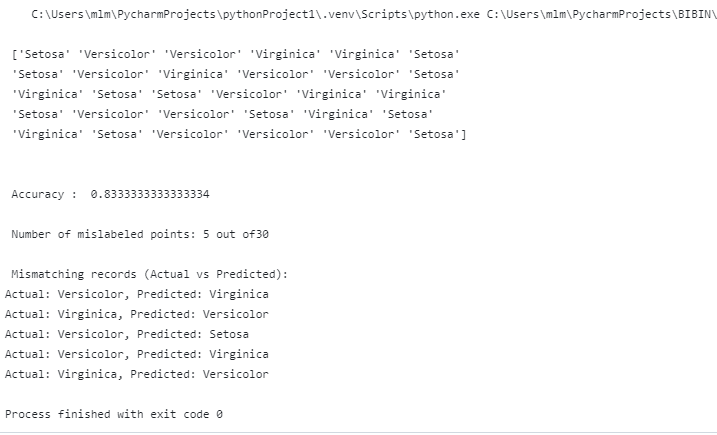 C:\Users\mlm\PycharmProjects\pythonProject1\.venv\Scripts\python.exe C:\Users\mlm\PycharmProjects\BIBIN\
['Setosa' 'Versicolor' 'Versicolor' 'Virginica' 'Virginica' 'Setosa'
'Setosa' 'Versicolor' 'Virginica' 'Versicolor' 'Versicolor' 'Setosa'
'Virginica' 'Setosa' 'Setosa' 'Versicolor' 'Virginica' 'Virginica'
'Setosa' 'Versicolor' 'Versicolor' 'Setosa' 'Virginica' 'Setosa'
'Virginica' 'Setosa' 'Versicolor' 'Versicolor' 'Versicolor' 'Setosa']
Accuracy :  0.8333333333333334
Number of mislabeled points: 5 out of30
Mismatching records (Actual vs Predicted):
Actual: Versicolor, Predicted: Virginica
Actual: Virginica, Predicted: Versicolor
Actual: Versicolor, Predicted: Setosa
Actual: Versicolor, Predicted: Virginica
Actual: Virginica, Predicted: Versicolor
Process finished with exit code 0